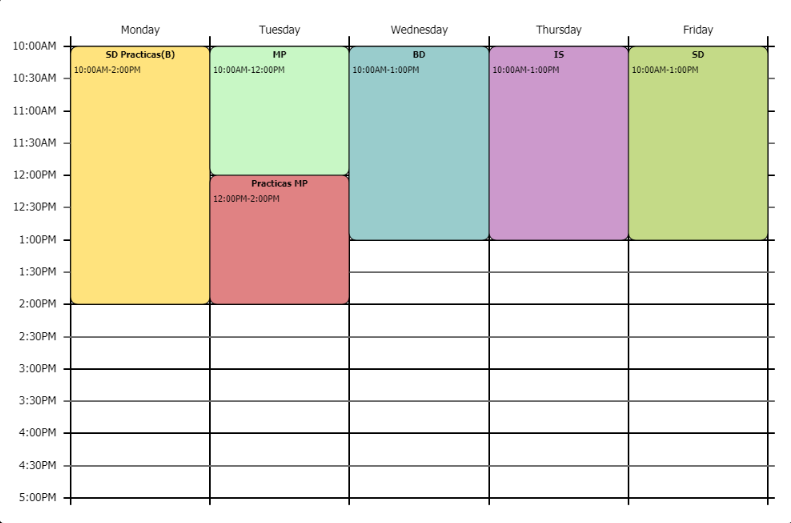 Monday Tuesday Wednesday Thursday Friday
10:00AM
SD Practicas(B) MP BD IS SD
10:00AM-2:00PM 10:00AM-12:00PM 10:00AM-1:00PM 10:00AM-1:00PM 10:00AM-1:00PM
10:30AM
11:00AM
11:30AM
12:00PM
Practicas MP
12:00PM-2:00PM
12:30PM
1:00PM
1:30PM
2:00PM
2:30PM
3:00PM
3:30PM
4:00PM
4:30PM
5:00PM